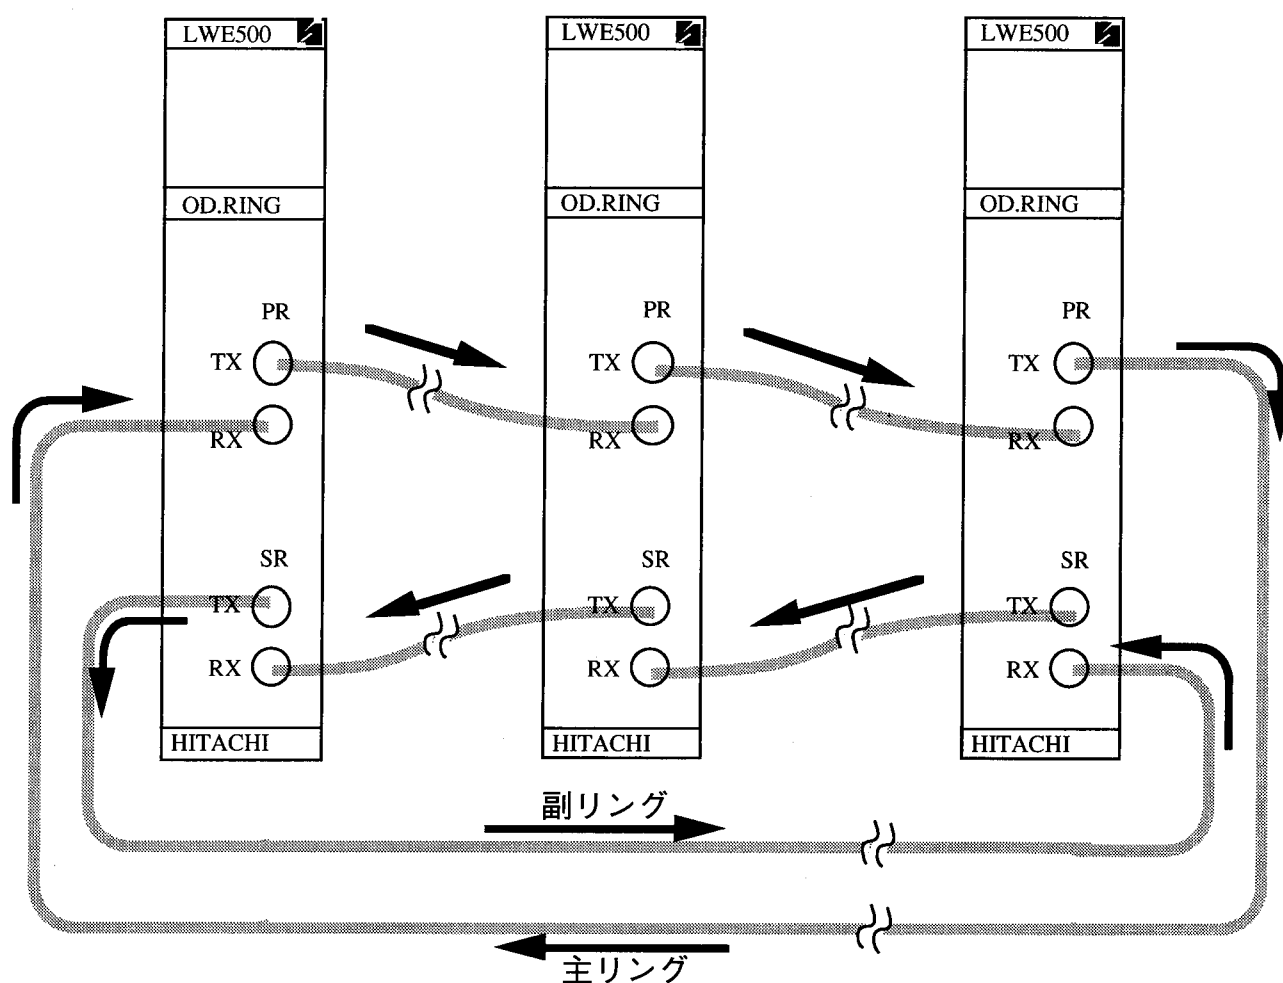 LWE500
LWE500
LWE500
OD.RING
OD.RING
OD.RING
PR
PR
PR
TX
TX
TX
RX
RX
RX
SR
SR
SR
TX
TX
TX
RX
RX
RX
HITACHI
HITACHI
HITACHI
副リング
主リング